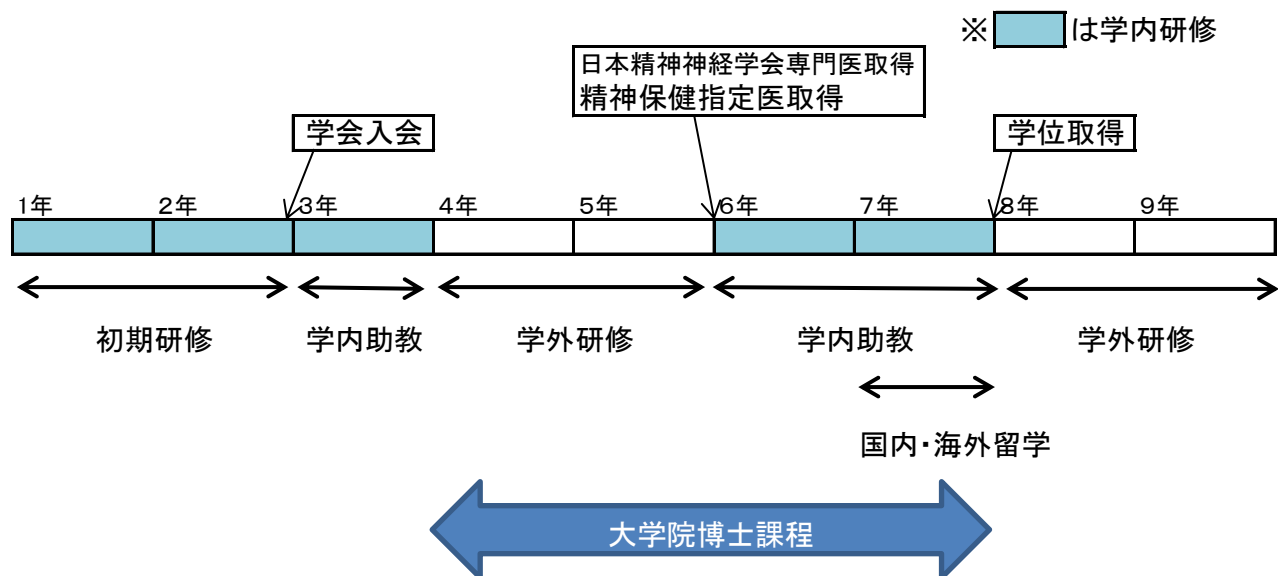 ※ は学内研修
日本精神神経学会専門医取得
精神保健指定医取得
学会入会
学位取得
1年 2年 3年 4年 5年 6年 7年 8年 9年
初期研修 学内助教 学外研修 学内助教 学外研修
国内・海外留学
大学院博士課程